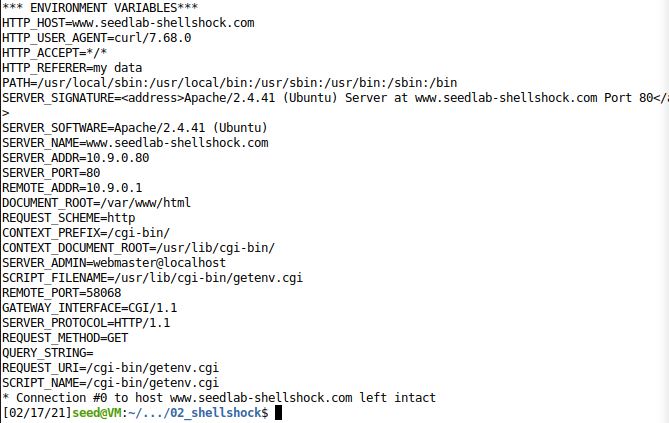 *** ENVIRONMENT VARIABLES***
HTTP_HOST=www.seedlab-shellshock.com
HTTP_USER_AGENT=curl/7.68.0
HTTP_ACCEPT=*/*
HTTP_REFERER=my data
PATH=/usr/local/sbin:/usr/local/bin:/usr/sbin:/usr/bin:/sbin:/bin
SERVER_SIGNATURE=<address>Apache/2.4.41 (Ubuntu) Server at www.seedlab-shellshock.com Port 80</a
>
SERVER_SOFTWARE=Apache/2.4.41 (Ubuntu)
SERVER_NAME=www.seedlab-shellshock.com
SERVER_ADDR=10.9.0.80
SERVER_PORT=80
REMOTE_ADDR=10.9.0.1
DOCUMENT_ROOT=/var/www/html
REQUEST_SCHEME=http
CONTEXT_PREFIX=/cgi-bin/
CONTEXT_DOCUMENT_ROOT=/usr/lib/cgi-bin/
SERVER_ADMIN=webmaster@localhost
SCRIPT_FILENAME=/usr/lib/cgi-bin/getenv.cgi
REMOTE_PORT=58068
GATEWAY_INTERFACE=CGI/1.1
SERVER_PROTOCOL=HTTP/1.1
REQUEST_METHOD=GET
QUERY_STRING=
REQUEST_URI=/cgi-bin/getenv.cgi
SCRIPT_NAME=/cgi-bin/getenv.cgi
* Connection #0 to host www.seedlab-shellshock.com left intact
[02/17/21]seed@VM:~/.../02_shellshock$